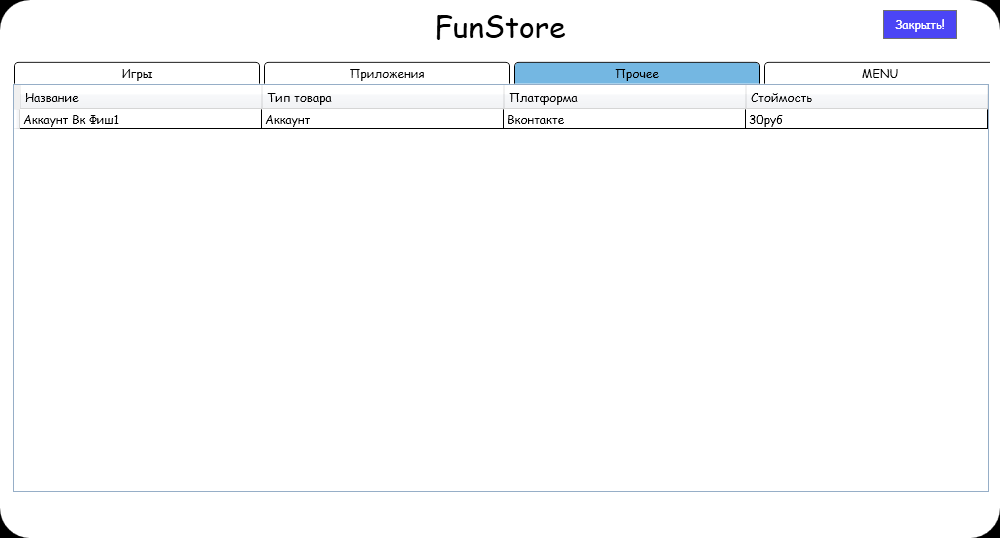 FunStore
Закрыть!
Игры Приложения Прочее MENU
Название Тип товара Платформа Стоймость
Аккаунт Вк Фиш1 Аккаунт Вконтакте 30руб